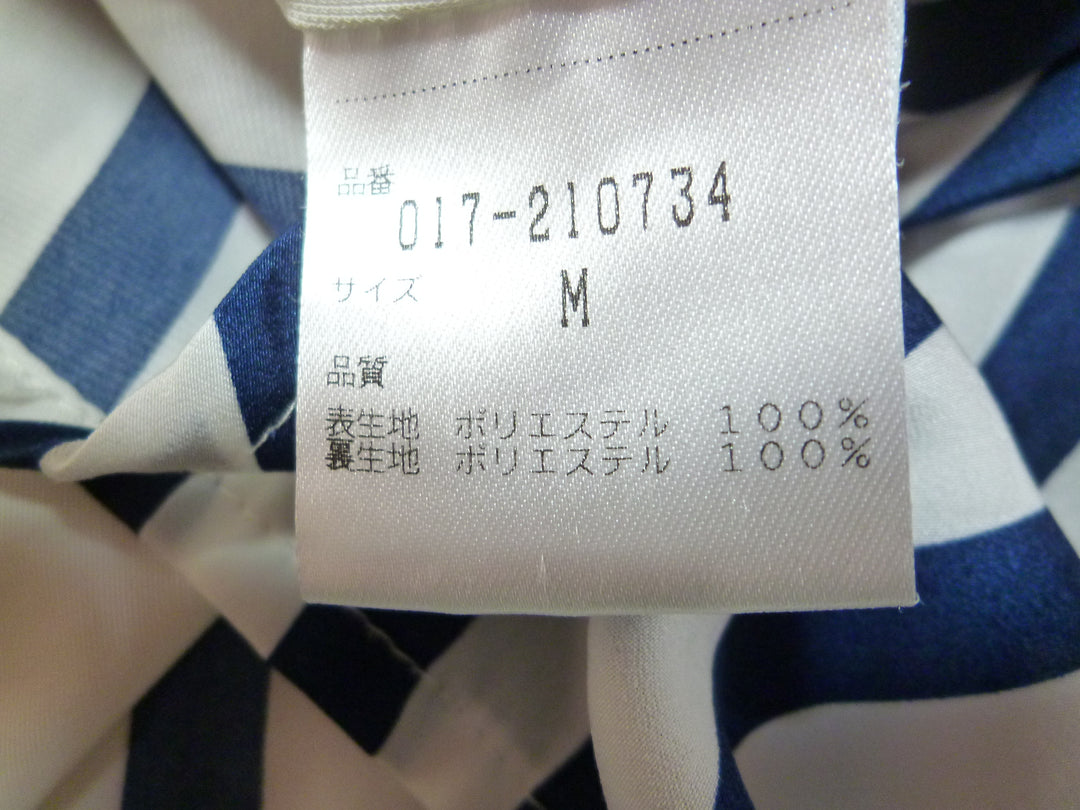 品番
017-210734
サイズ M
品質
表生地 ポリエステル 100%
裏生地 ポリエステル 100%